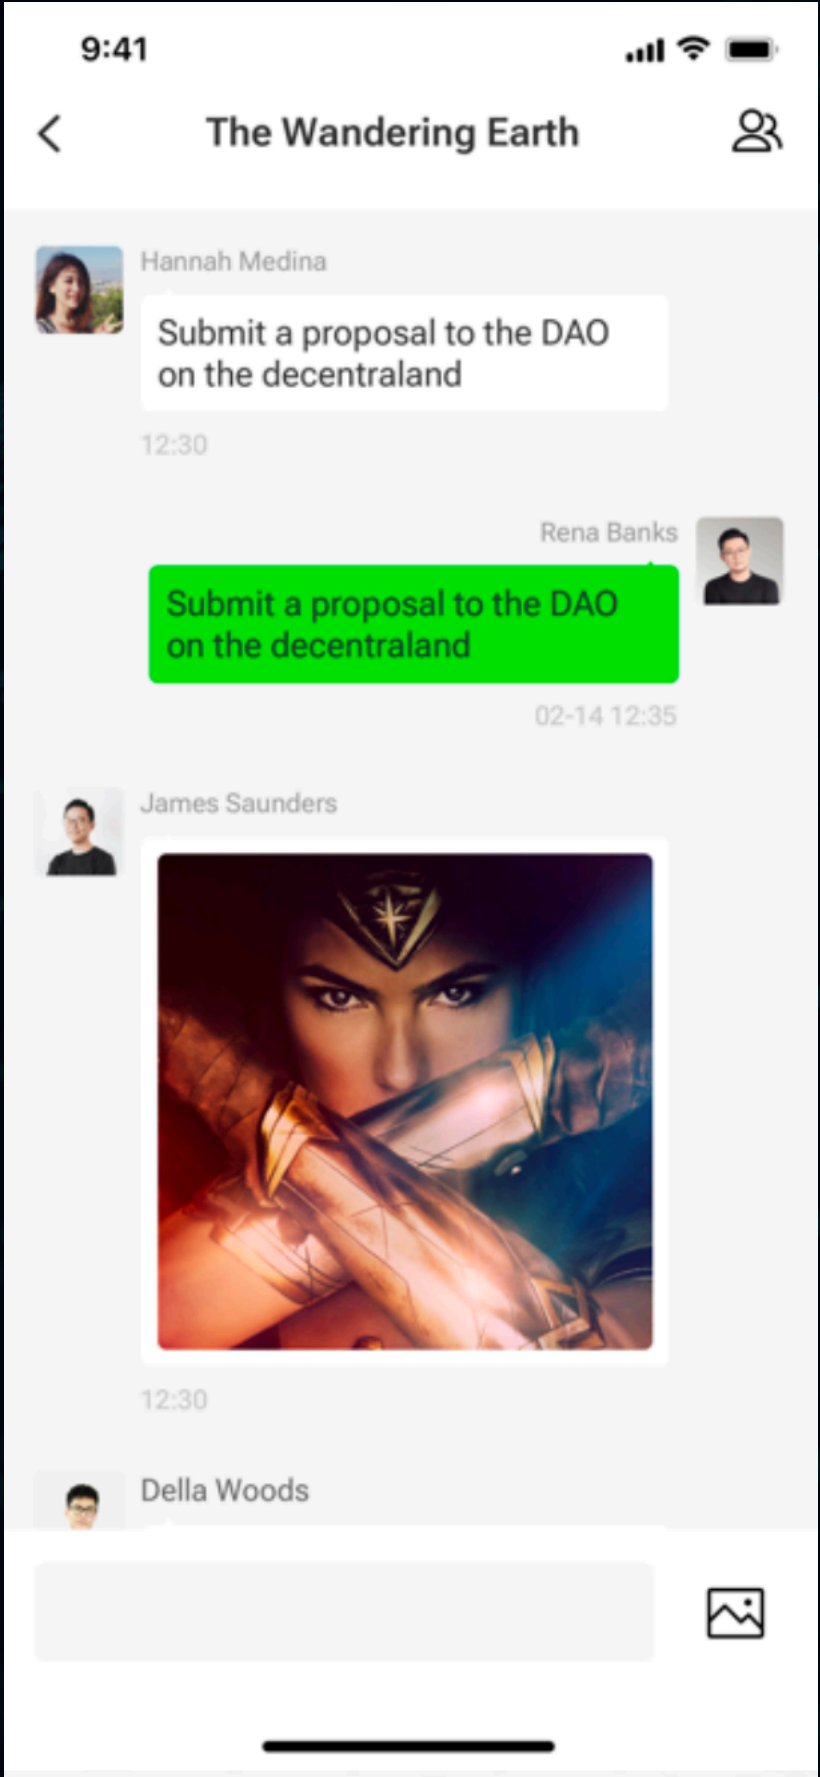 9:41
The Wandering Earth
Hannah Medina
Submit a proposal to the DAO
on the decentraland
12:30
Rena Banks
Submit a proposal to the DAO
on the decentraland
02-14 12:35
James Saunders
12:30
Della Woods